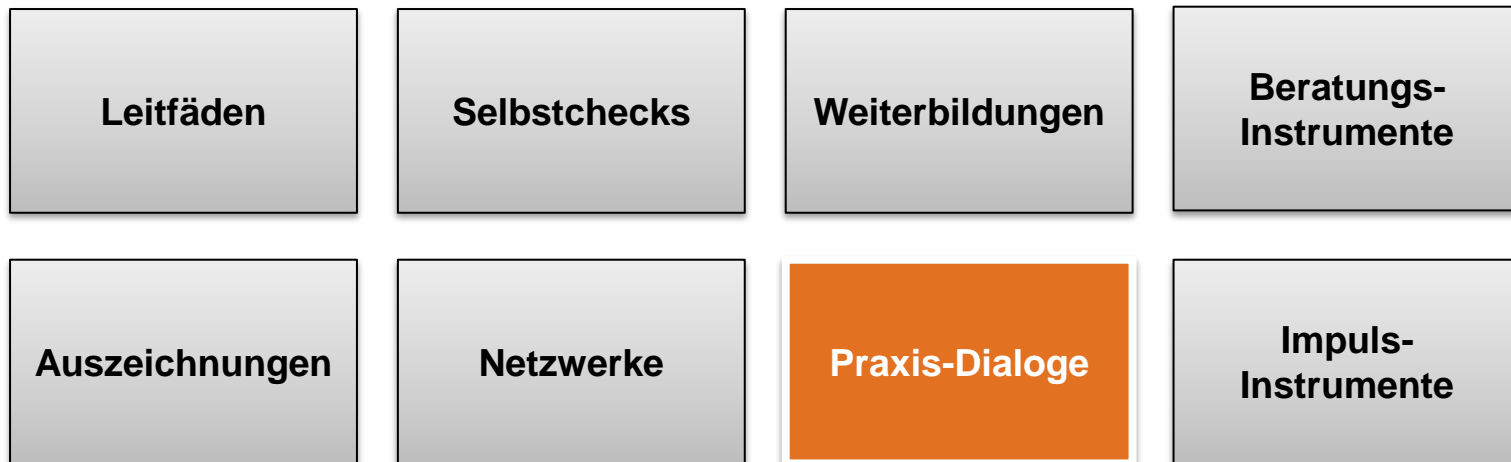 Leitfäden
Selbstchecks
Weiterbildungen
Beratungs-
Instrumente
Auszeichnungen
Netzwerke
Praxis-Dialoge
Impuls-
Instrumente